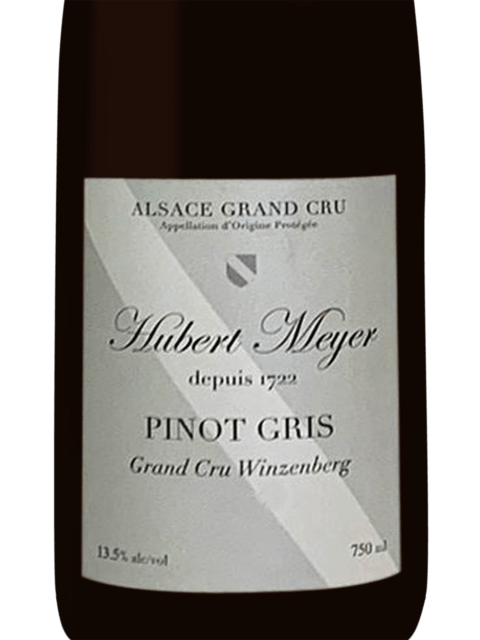 ALSACE GRAND CRU
Appellation d'Origine Protégée
Hubert Meyer
depuis 1722
PINOT GRIS
Grand Cru Winzenberg
13.5% alc/vol 750 ml